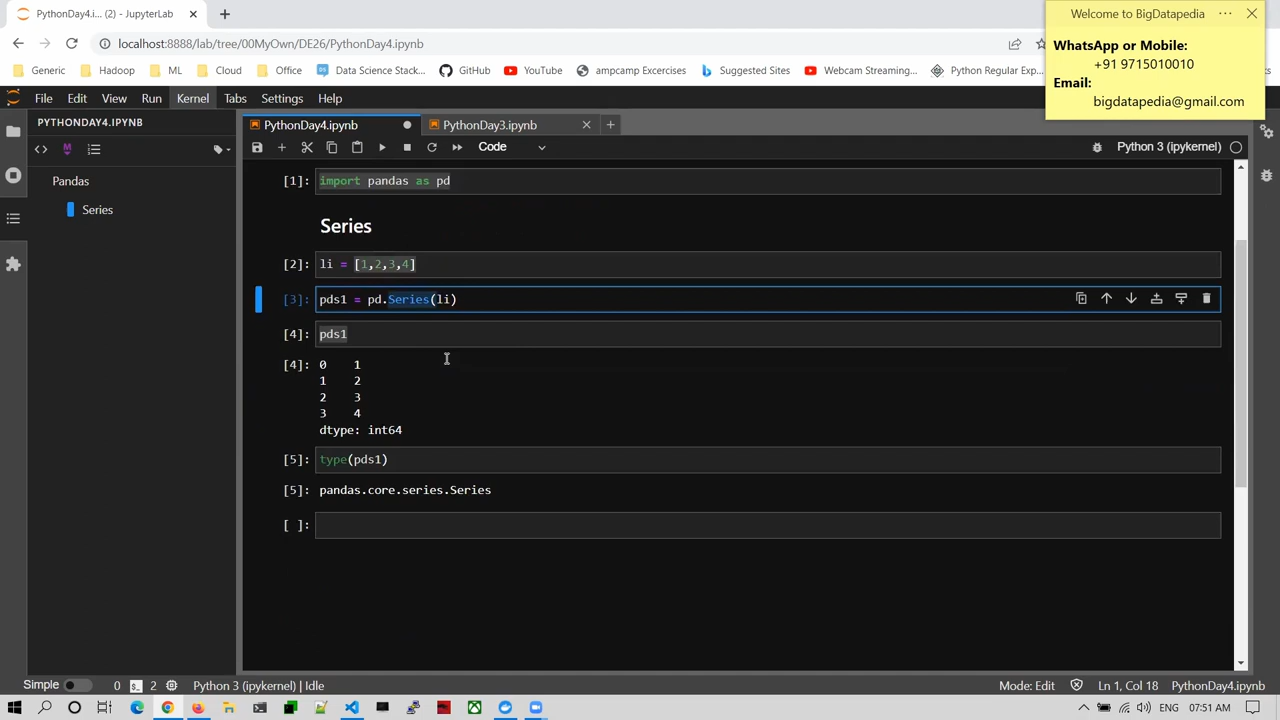 PythonDay4.i... (2) - JupyterLab
Welcome to BigDatapedia
WhatsApp or Mobile:
+91 9715010010
Email:
bigdatapedia@gmail.com
localhost:8888/lab/tree/00MyOwn/DE26/PythonDay4.ipynb
Generic Hadoop ML Cloud Office Data Science Stack... GitHub YouTube ampcamp Excercises Suggested Sites Webcam Streaming... Python Regular Exp...
File Edit View Run Kernel Tabs Settings Help
PYTHONDAY4.IPYNB
Pandas
Series
PythonDay4.ipynb PythonDay3.ipynb
Code Python 3 (ipykernel)
[1]: import pandas as pd
Series
[2]: li = [1,2,3,4]
[3]: pds1 = pd.Series(li)
[4]: pds1
[4]: 0 1
1 2
2 3
3 4
dtype: int64
[5]: type(pds1)
[5]: pandas.core.series.Series
[ ]:
Simple 0 2 Python 3 (ipykernel) | Idle Mode: Edit Ln 1, Col 18 PythonDay4.ipynb
ENG 07:51 AM